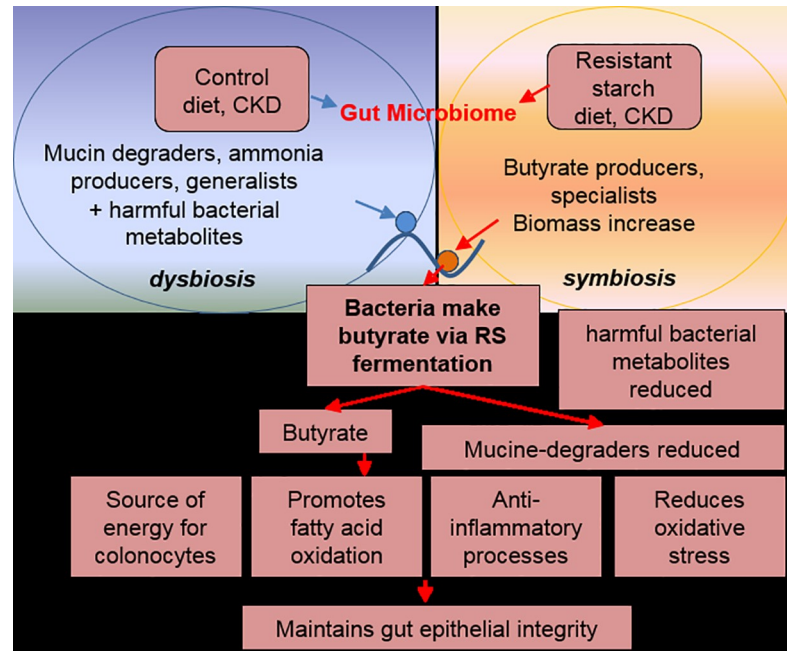 Control
diet, CKD
Gut Microbiome
Resistant
starch
diet, CKD
Mucin degraders, ammonia
producers, generalists
+ harmful bacterial
metabolites
dysbiosis
Butyrate producers,
specialists
Biomass increase
symbiosis
Bacteria make
butyrate via RS
fermentation
harmful bacterial
metabolites
reduced
Butyrate
Mucine-degraders reduced
Source of
energy for
colonocytes
Promotes
fatty acid
oxidation
Anti-
inflammatory
processes
Reduces
oxidative
stress
Maintains gut epithelial integrity